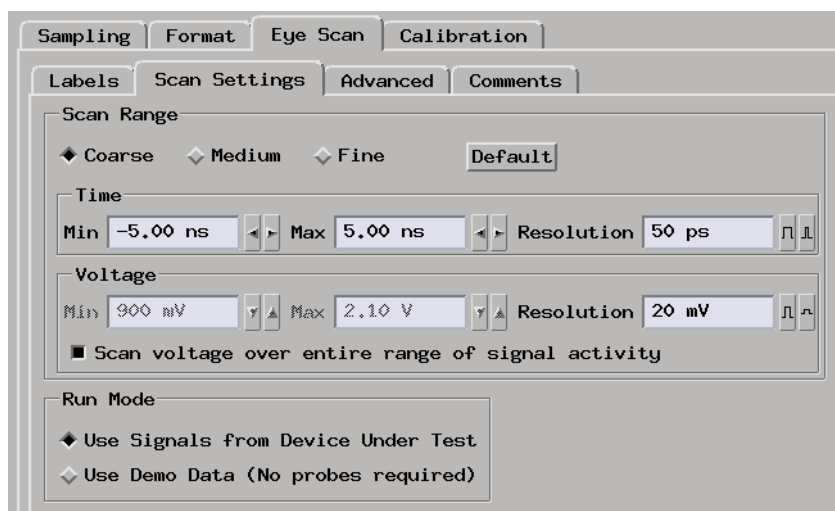 Sampling Format Eye Scan Calibration
Labels Scan Settings Advanced Comments
Scan Range
Coarse Medium Fine Default
Time
Min -5.00 ns Max 5.00 ns Resolution 50 ps
Voltage
Min 900 mV Max 2.10 V Resolution 20 mV
Scan voltage over entire range of signal activity
Run Mode
Use Signals from Device Under Test
Use Demo Data (No probes required)